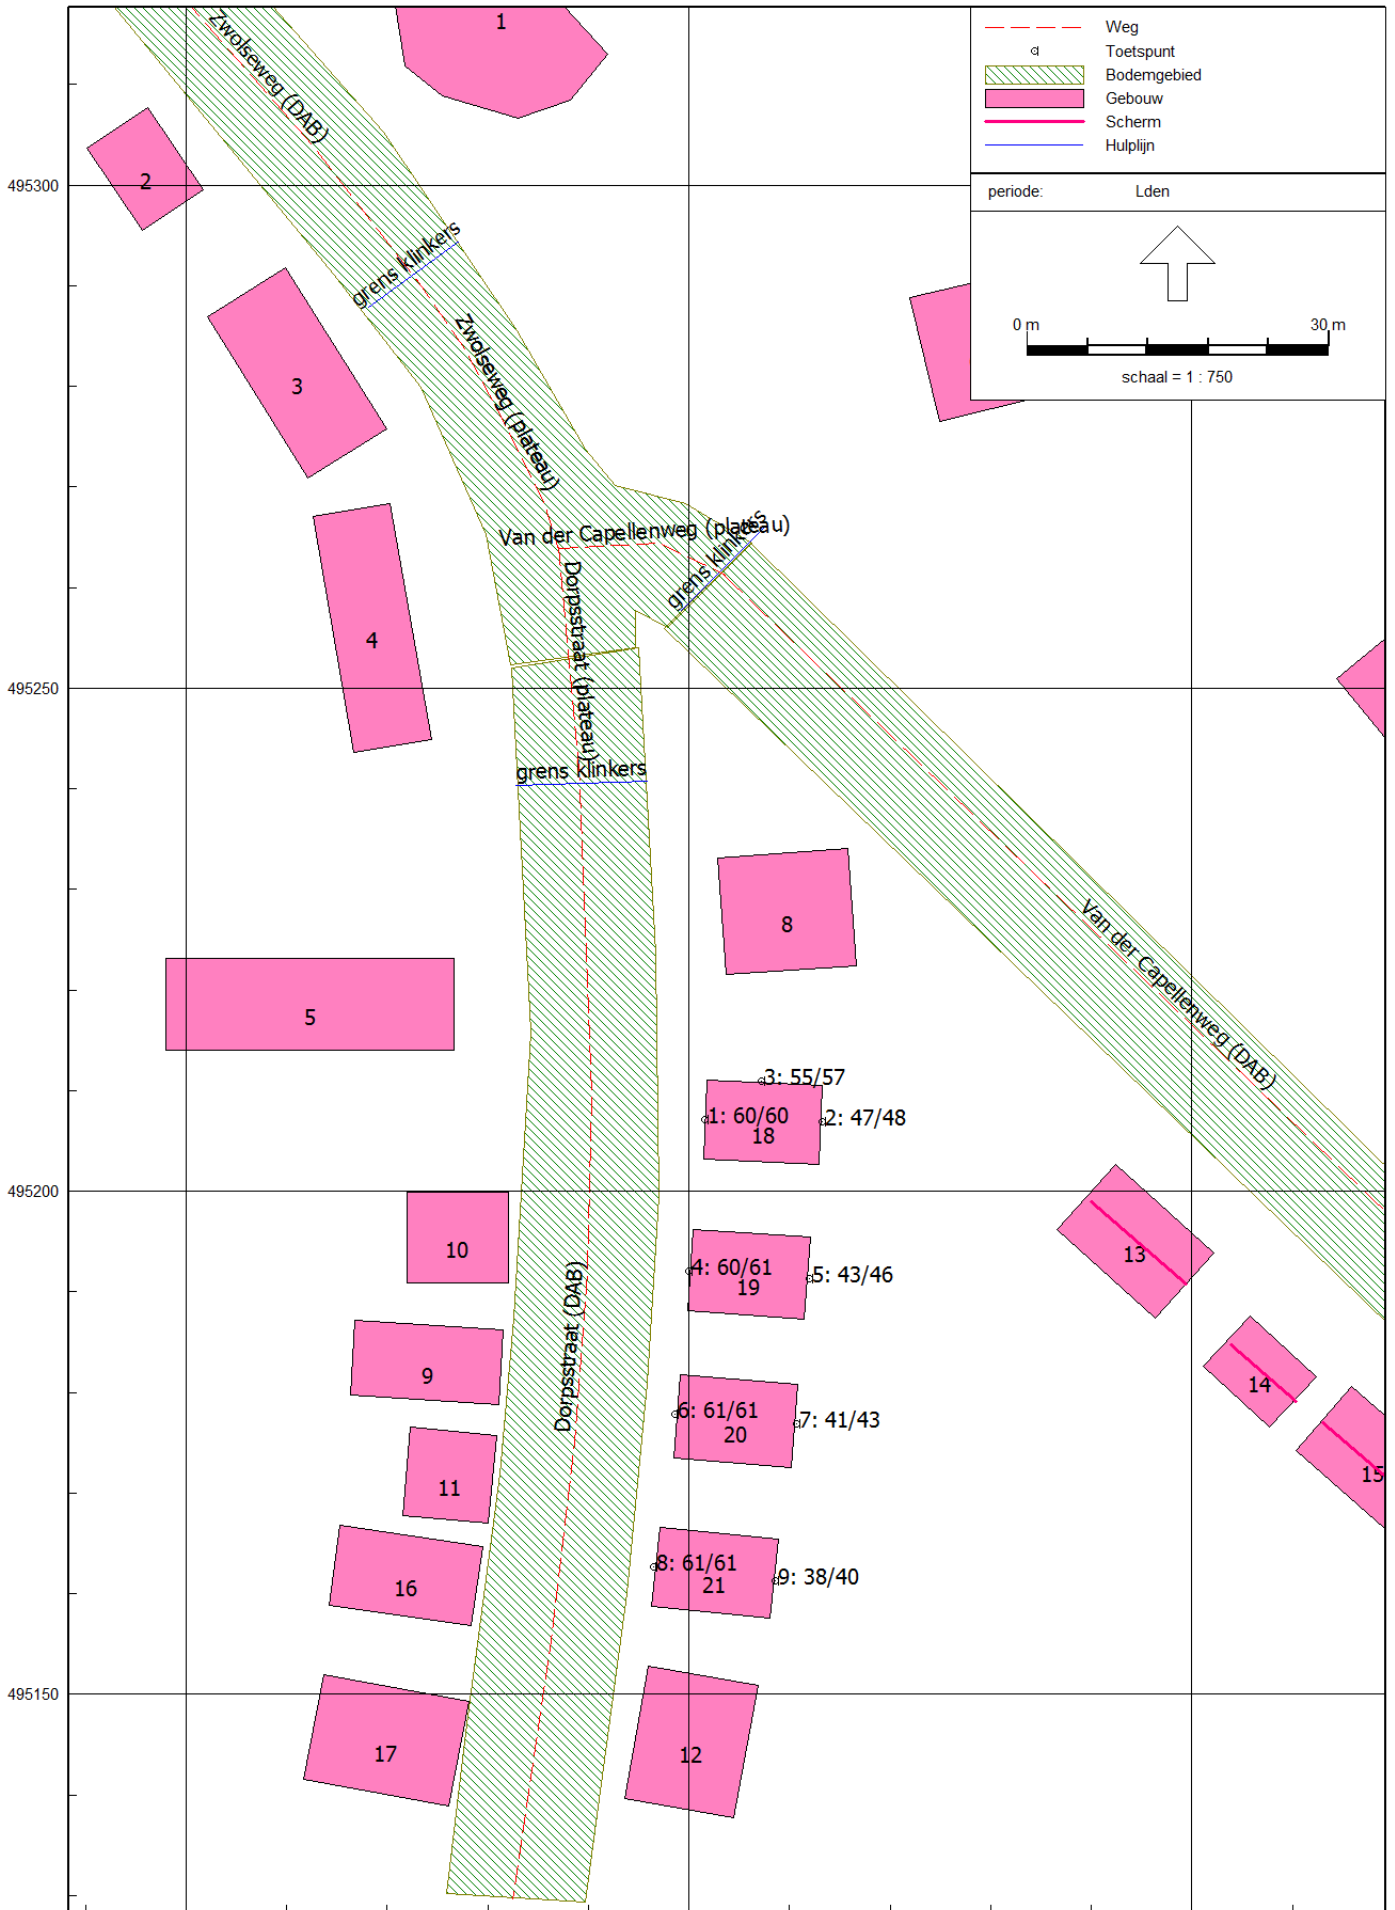 Weg
Toetspunt
Bodemgebied
Gebouw
Scherm
Hulplijn
periode: Lden
0 m 30 m
schaal = 1 : 750
1
Zwolseweg (DAB)
2
495300
grens klinkers
3
Zwolseweg (plateau)
Van der Capellenweg (plateau)
grens klinkers
Dorpsstraat (plateau)
4
495250
grens klinkers
8
Van der Capellenweg (DAB)
5
3: 55/57
1: 60/60
18
2: 47/48
495200
10
13
4: 60/61
19
5: 43/46
Dorpsstraat (DAB)
9
14
6: 61/61
20
7: 41/43
15
11
8: 61/61
21
9: 38/40
16
495150
17
12